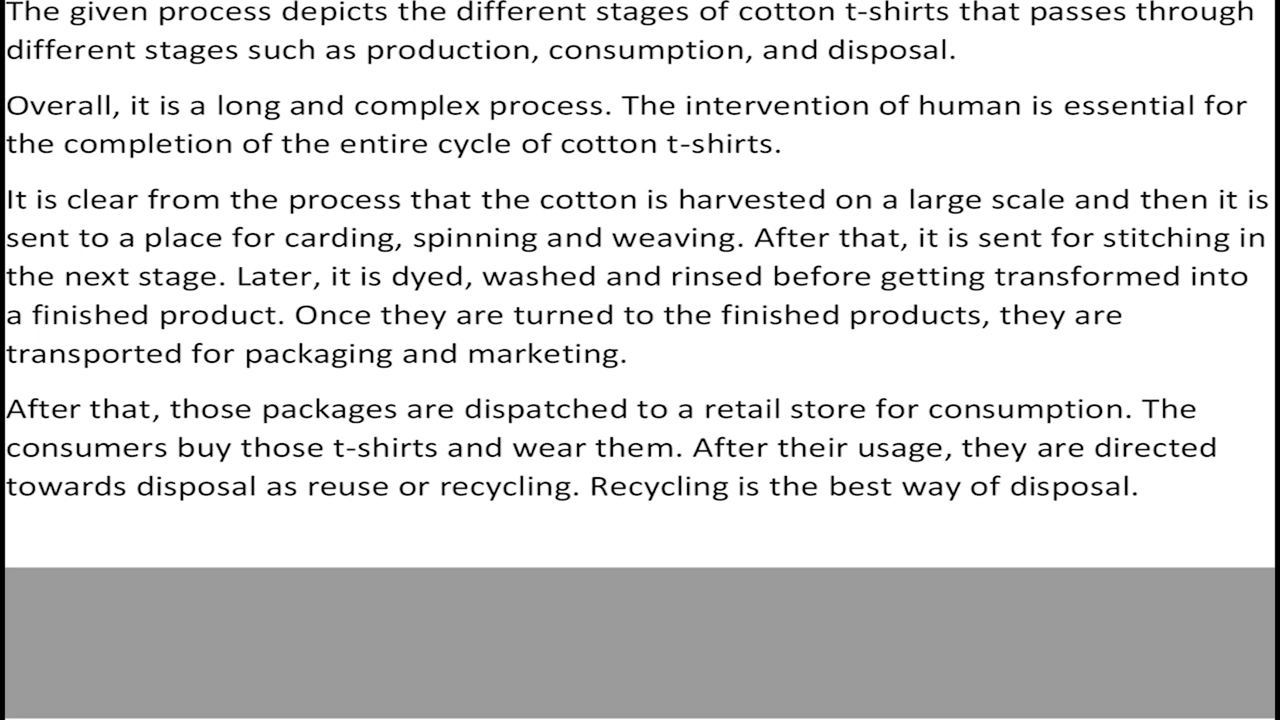 The given process depicts the different stages of cotton t-shirts that passes through
different stages such as production, consumption, and disposal.
Overall, it is a long and complex process. The intervention of human is essential for
the completion of the entire cycle of cotton t-shirts.
It is clear from the process that the cotton is harvested on a large scale and then it is
sent to a place for carding, spinning and weaving. After that, it is sent for stitching in
the next stage. Later, it is dyed, washed and rinsed before getting transformed into
a finished product. Once they are turned to the finished products, they are
transported for packaging and marketing.
After that, those packages are dispatched to a retail store for consumption. The
consumers buy those t-shirts and wear them. After their usage, they are directed
towards disposal as reuse or recycling. Recycling is the best way of disposal.